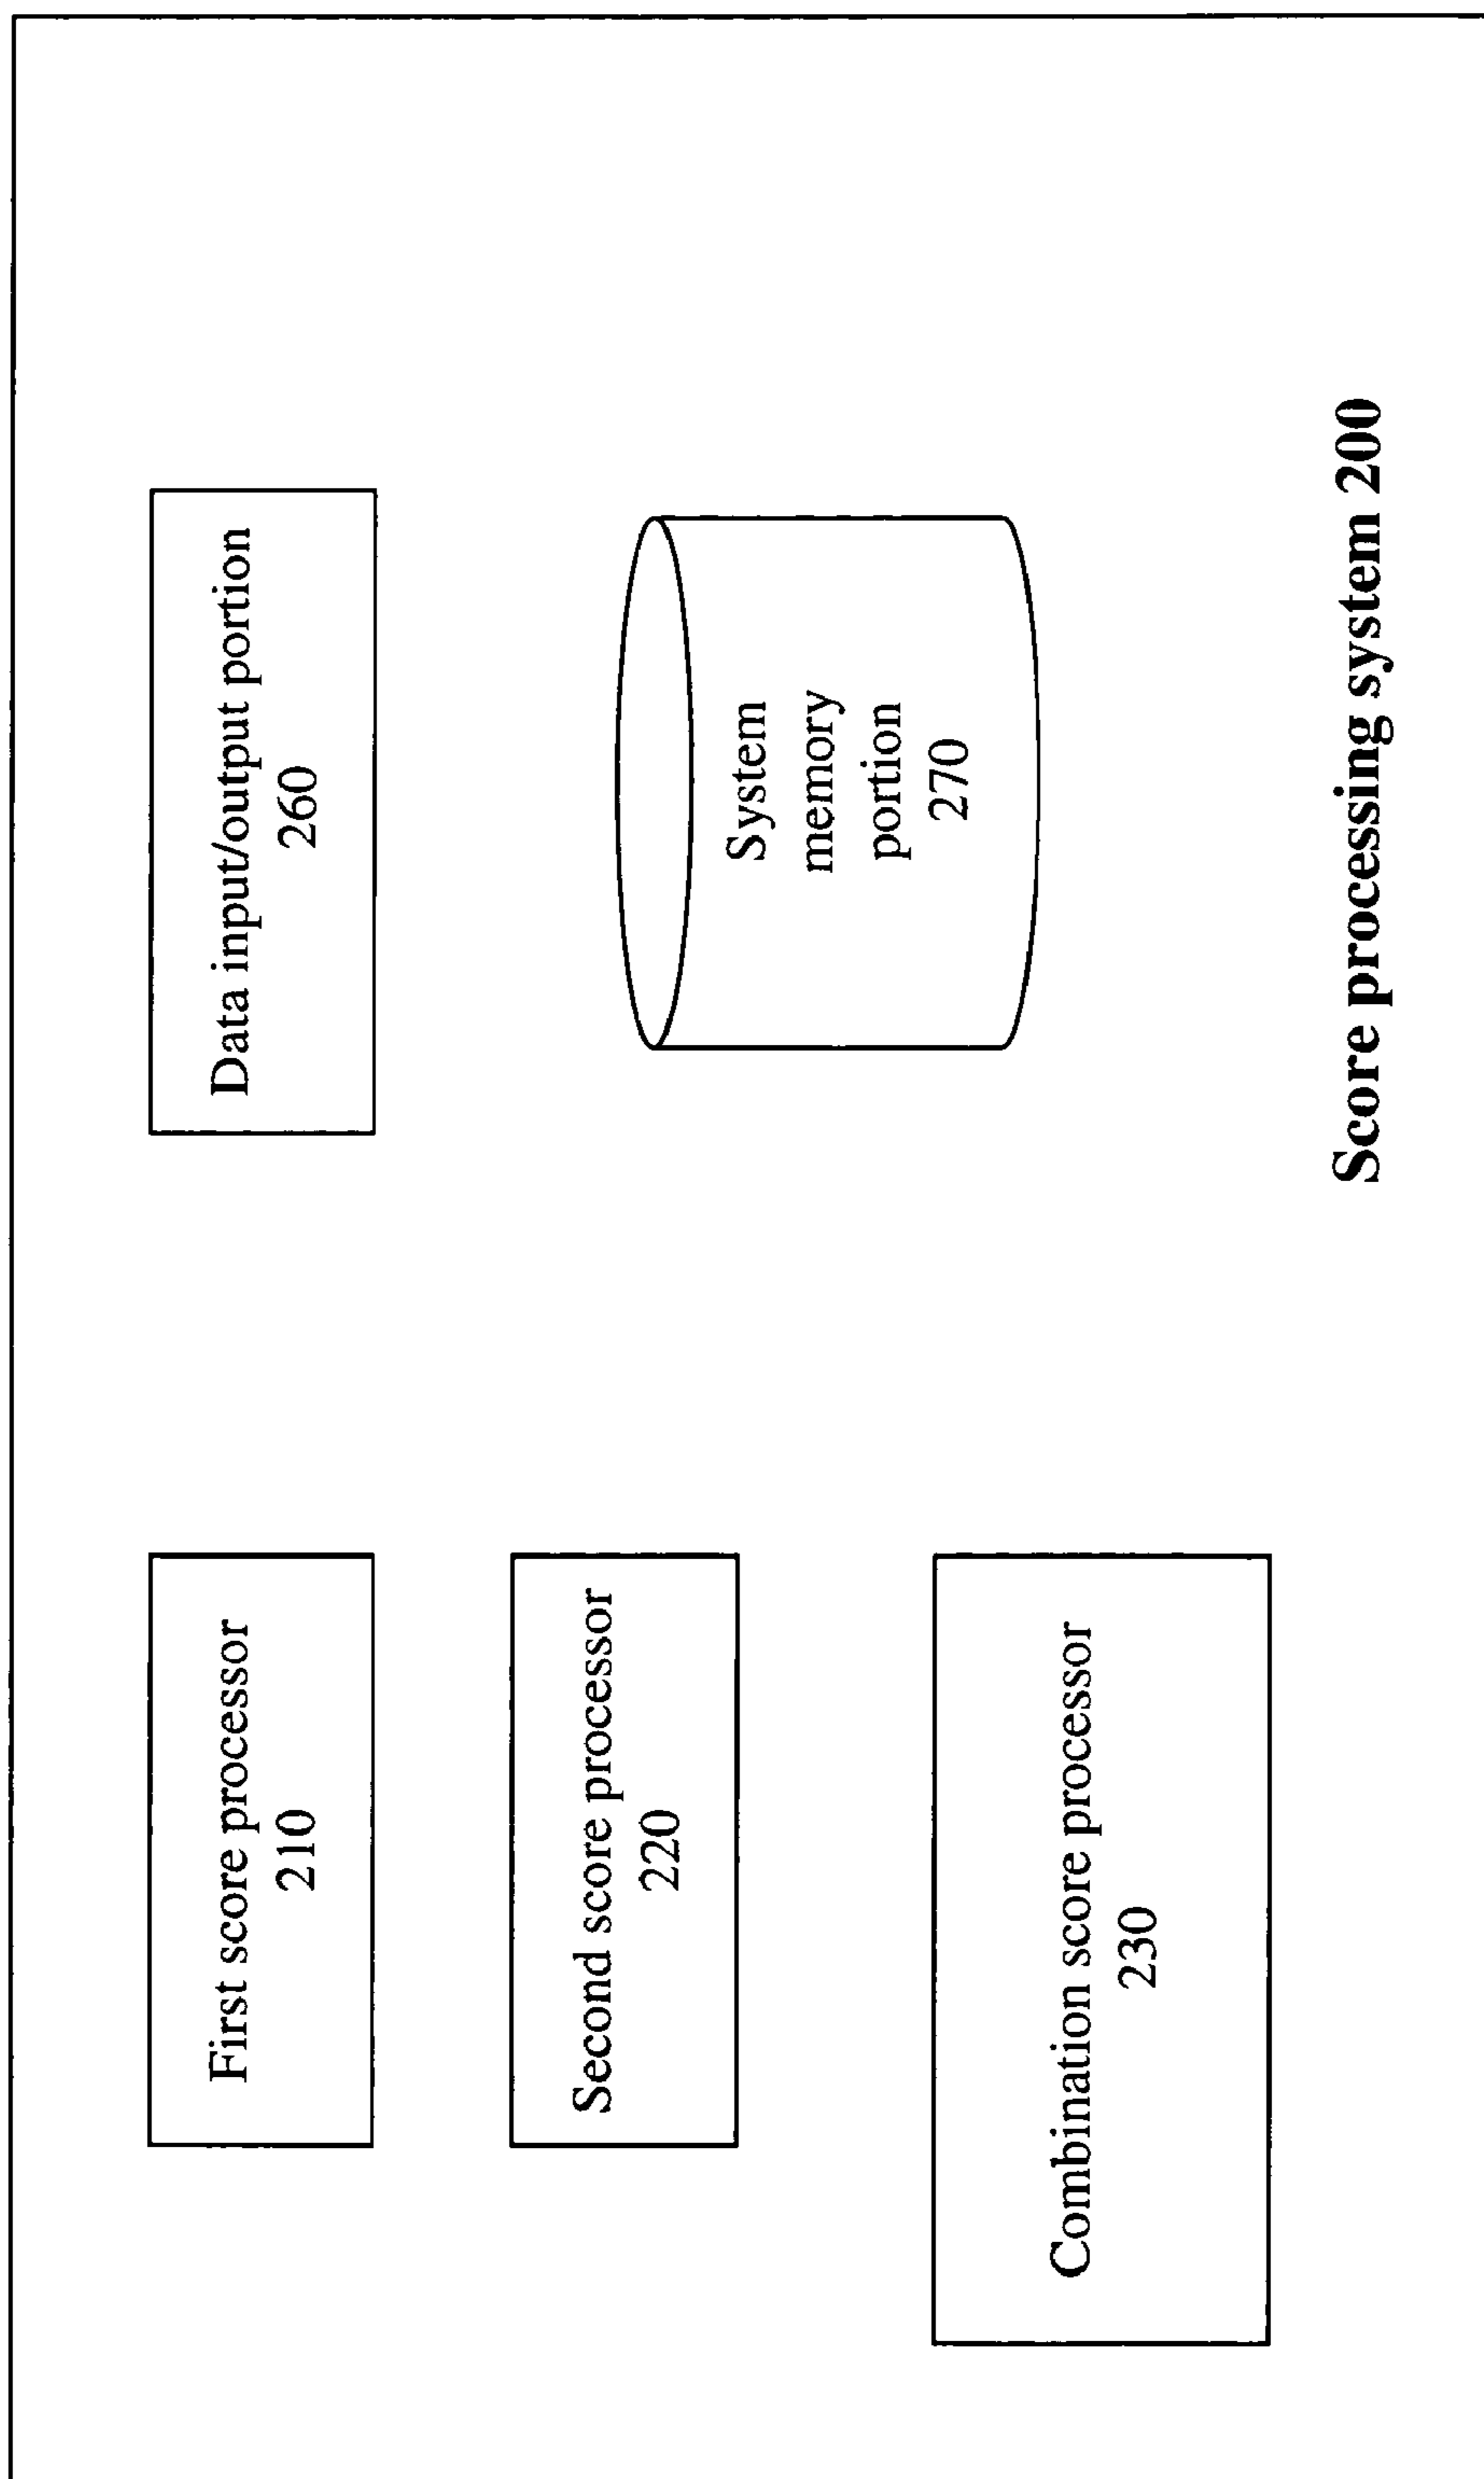 First score processor
210
Second score processor
220
Combination score processor
230
Data input/output portion
260
System
memory
portion
270
Score processing system 200